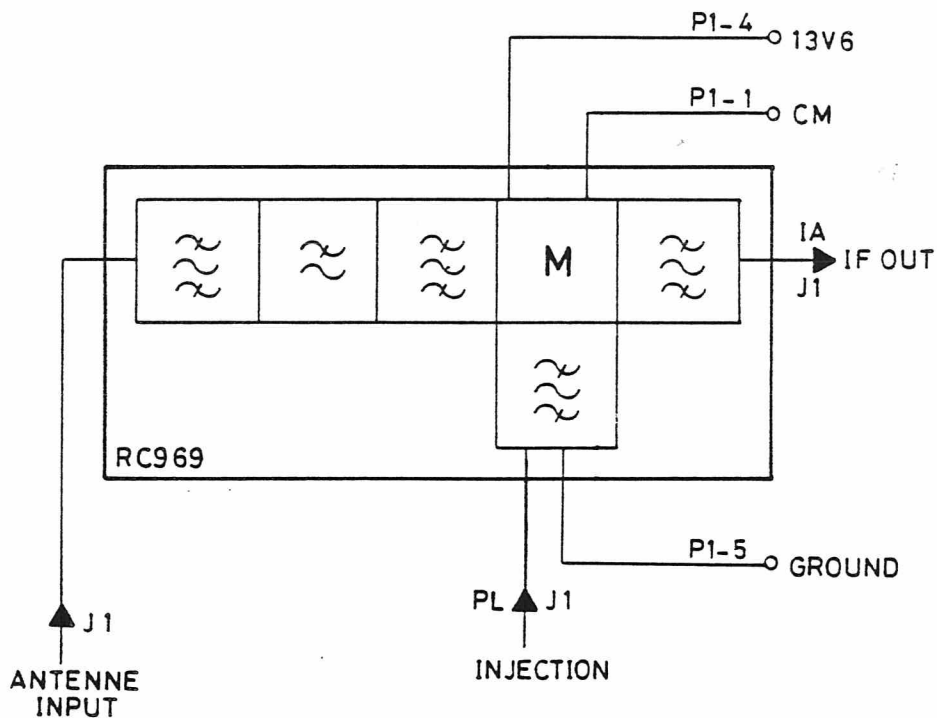 P1-4
13V6
P1-1
CM
M
IA
IF OUT
J1
RC969
P1-5
GROUND
J1
PL
J1
ANTENNE
INPUT
INJECTION